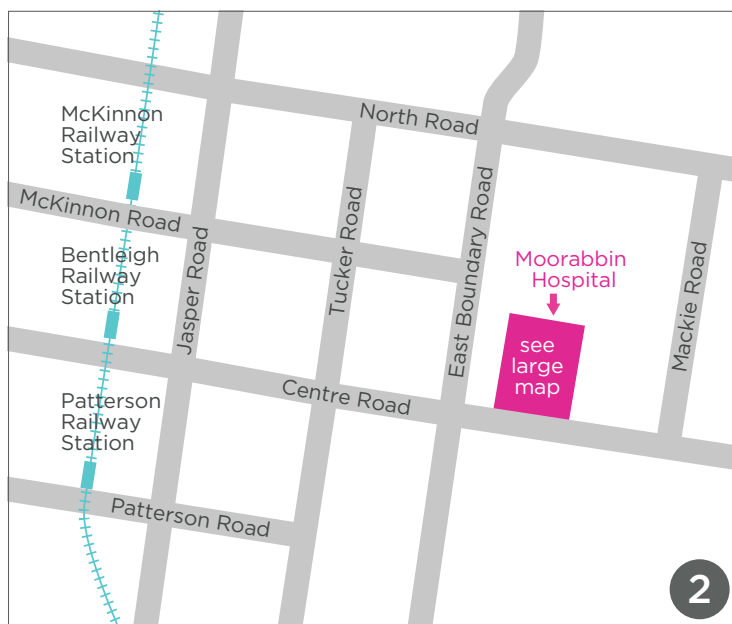 North Road
McKinnon
Railway
Station
McKinnon Road
Jasper Road
Tucker Road
East Boundary Road
Mackie Road
Bentleigh
Railway
Station
Moorabbin
Hospital
see
large
map
Centre Road
Patterson
Railway
Station
Patterson Road
2